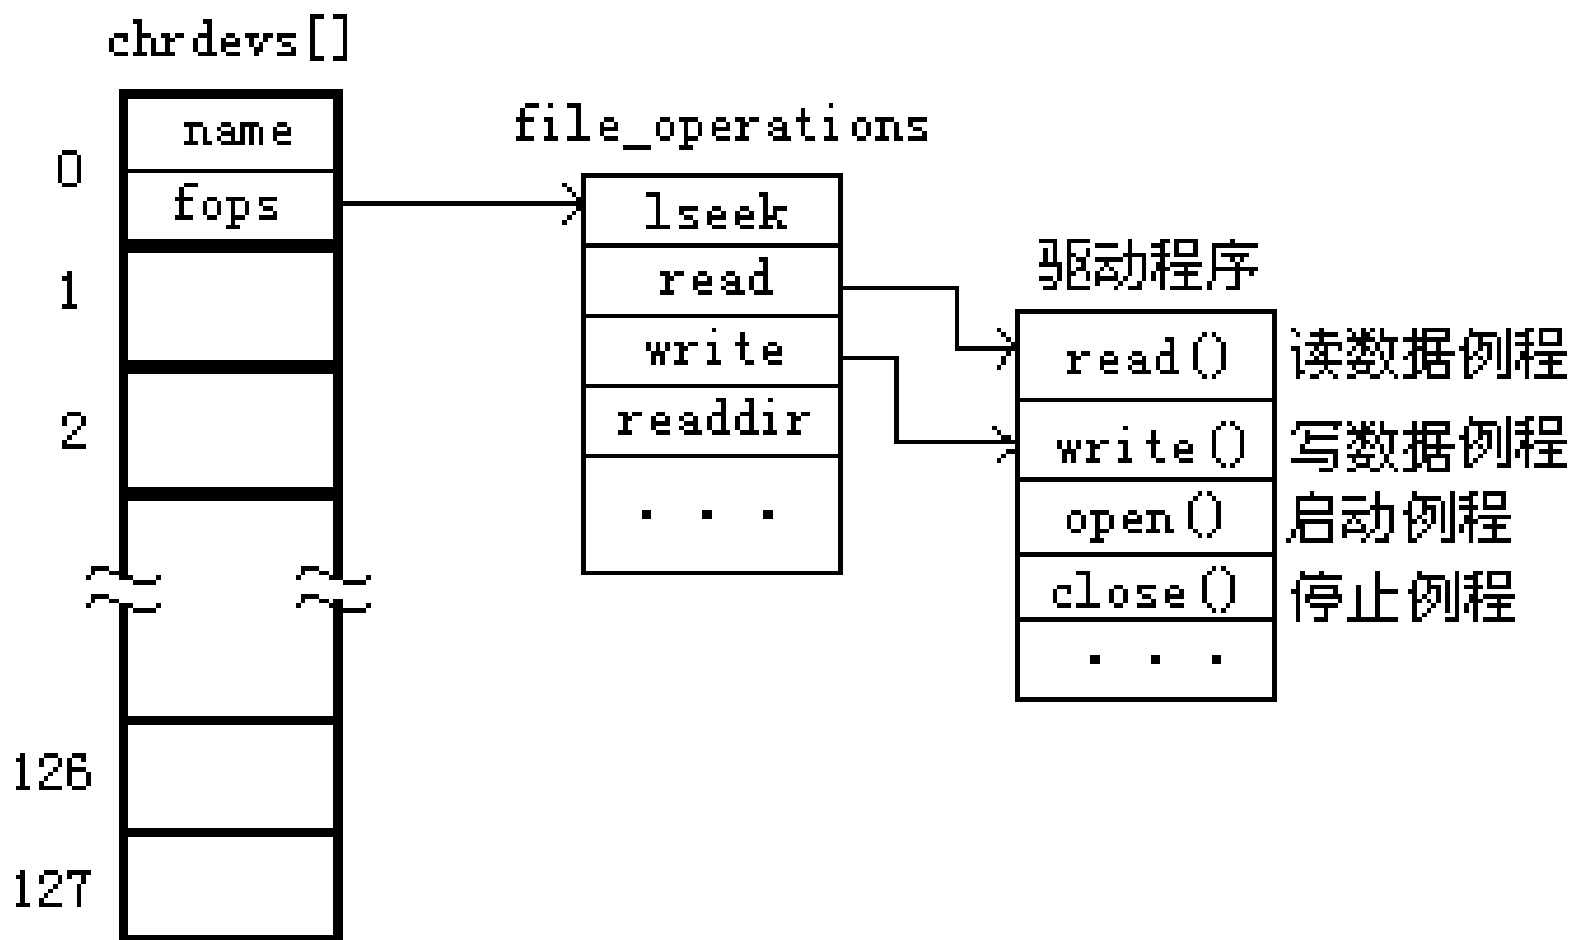 chrdevs[]
0
name
fops
1
2
126
127
file_operations
lseek
read
write
readdir
. . .
驱动程序
read() 读数据例程
write() 写数据例程
open() 启动例程
close() 停止例程
. . .